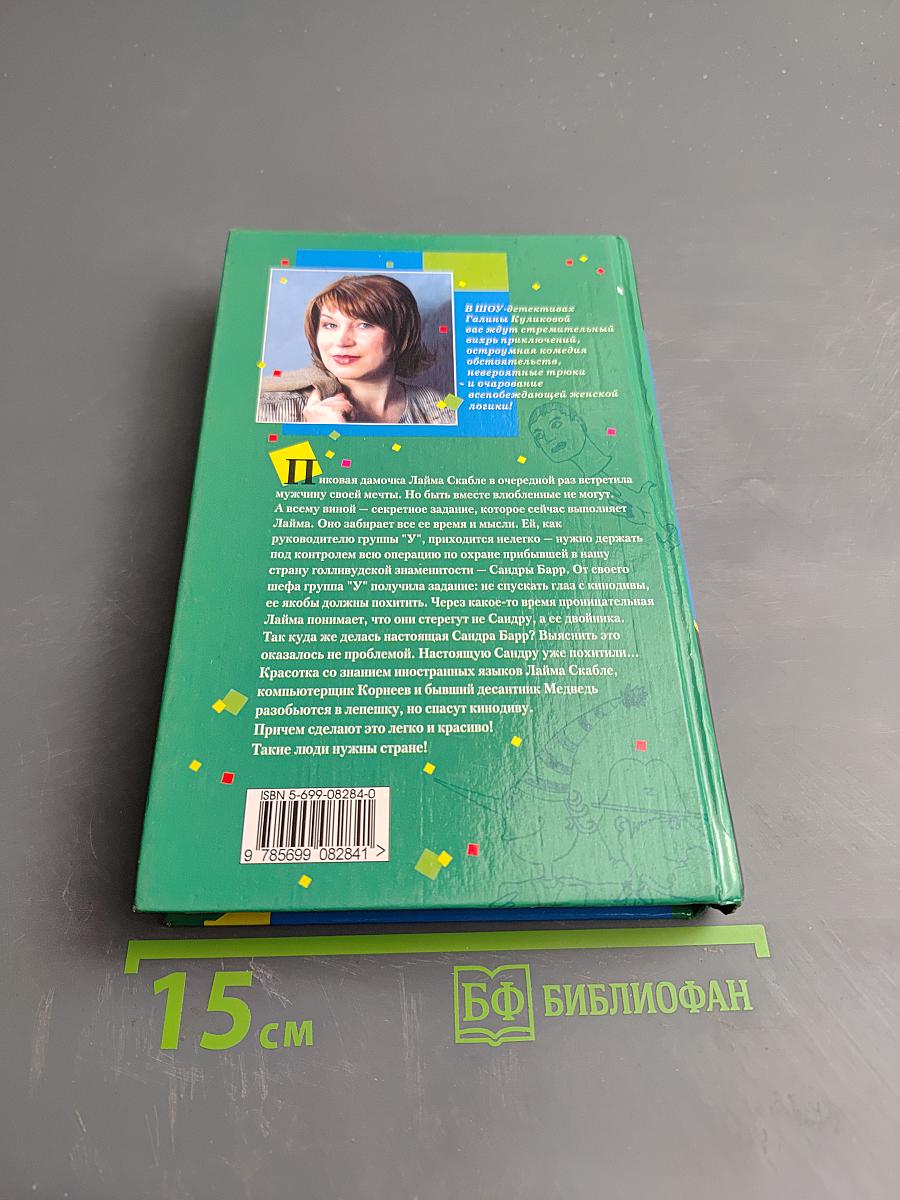 В ШОУ-детективах
Галины Куликовой
вас ждут стремительный
вихрь приключений,
остроумная комедия
обстоятельств,
невероятные трюки
и очарование
всепобеждающей женской
логики!
Пиковая дамочка Лайма Скабле в очередной раз встретила
мужчину своей мечты. Но быть вместе влюбленные не могут.
А всему виной — секретное задание, которое сейчас выполняет
Лайма. Оно забирает все ее время и мысли. Ей, как
руководителю группы "У", приходится нелегко — нужно держать
под контролем всю операцию по охране прибывшей в нашу
страну голливудской знаменитости — Сандры Барр. От своего
шефа группа "У" получила задание: не спускать глаз с кинодивы,
ее якобы должны похитить. Через какое-то время проницательная
Лайма понимает, что они стерегут не Сандру, а ее двойника.
Так куда же делась настоящая Сандра Барр? Выяснить это
оказалось не проблемой. Настоящую Сандру уже похитили...
Красотка со знанием иностранных языков Лайма Скабле,
компьютерщик Корнеев и бывший десантник Медведь
разобьются в лепешку, но спасут кинодиву.
Причем сделают это легко и красиво!
Такие люди нужны стране!
ISBN 5-699-08284-0
9 785699 082841 >
15 см
БФ БИБЛИОФАН